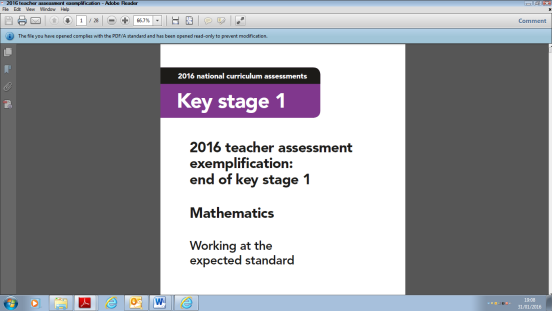 2016 teacher assessment exemplification - Adobe Reader
File Edit View Window Help
1 / 28 66.7% Comment
The file you have opened complies with the PDF/A standard and has been opened read-only to prevent modification.
2016 national curriculum assessments
Key stage 1
2016 teacher assessment
exemplification:
end of key stage 1
Mathematics
Working at the
expected standard
19:08
21/01/2016